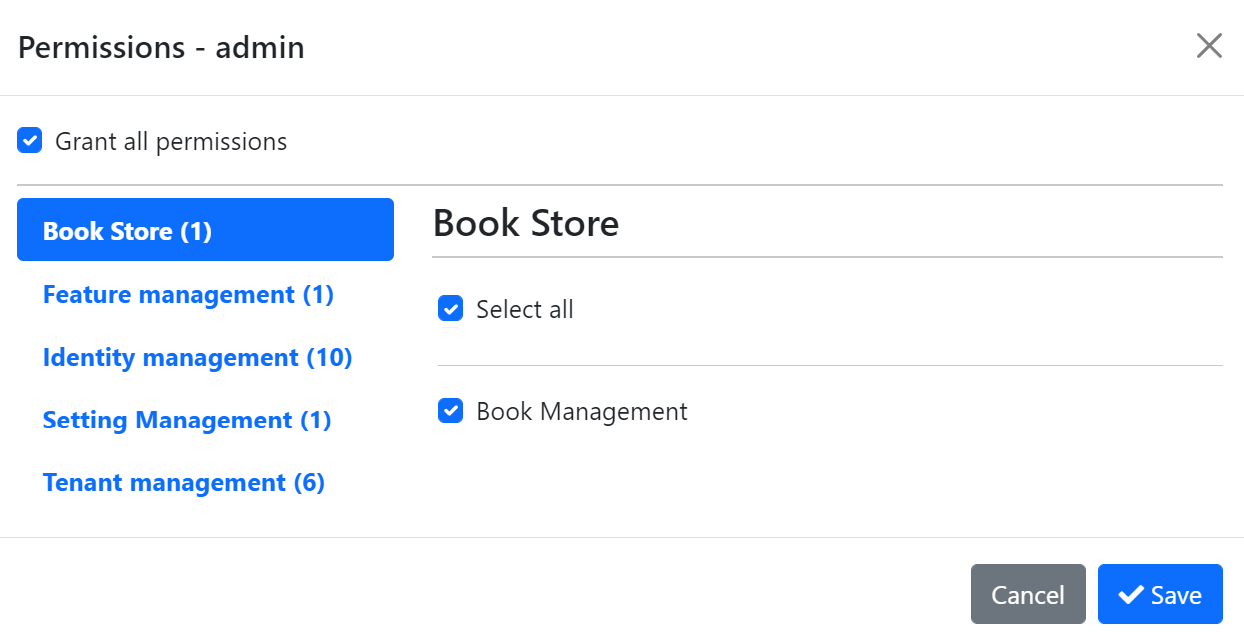 Permissions - admin
Grant all permissions
Book Store (1)
Feature management (1)
Identity management (10)
Setting Management (1)
Tenant management (6)
Book Store
Select all
Book Management
Cancel
Save